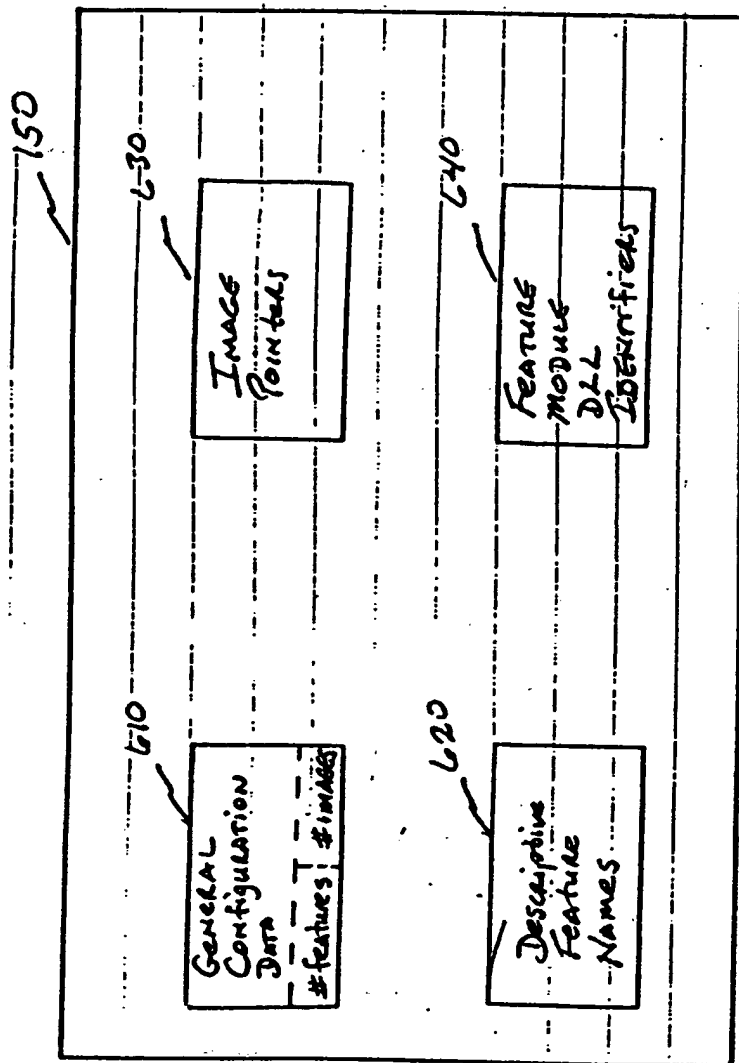 150
610
GENERAL
Configuration
DATA
#features
#images
630
IMAGE
Pointers
620
Descriptive
Feature
Names
640
FEATURE
MODULE
DLL
IDENtifiers